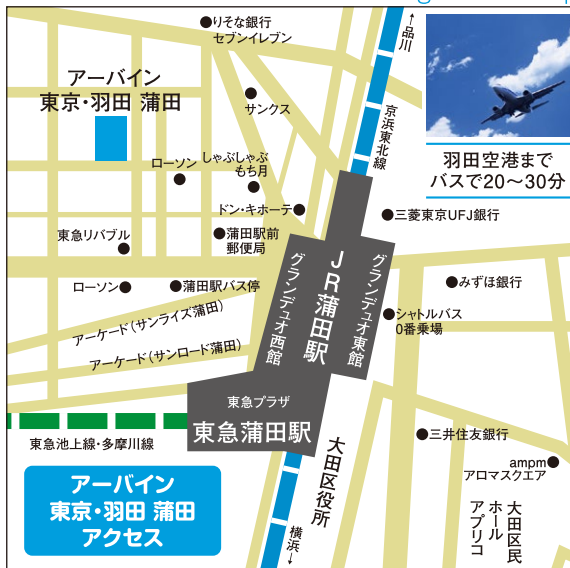 りそな銀行
セブンイレブン
↑品川
アーバイン
東京・羽田 蒲田
サンクス
京浜東北線
羽田空港まで
バスで20〜30分
ローソン
しゃぶしゃぶ
もち月
ドン・キホーテ
三菱東京UFJ銀行
東急リバブル
蒲田駅前
郵便局
JR蒲田駅
グランデュオ西館
グランデュオ東館
みずほ銀行
ローソン
蒲田駅バス停
シャトルバス
0番乗場
アーケード(サンライズ蒲田)
アーケード(サンロード蒲田)
東急プラザ
東急蒲田駅
東急池上線・多摩川線
大田区役所
三井住友銀行
ampm
アロマスクエア
大田区民
ホール
アプリコ
アーバイン
東京・羽田 蒲田
アクセス
横浜↓